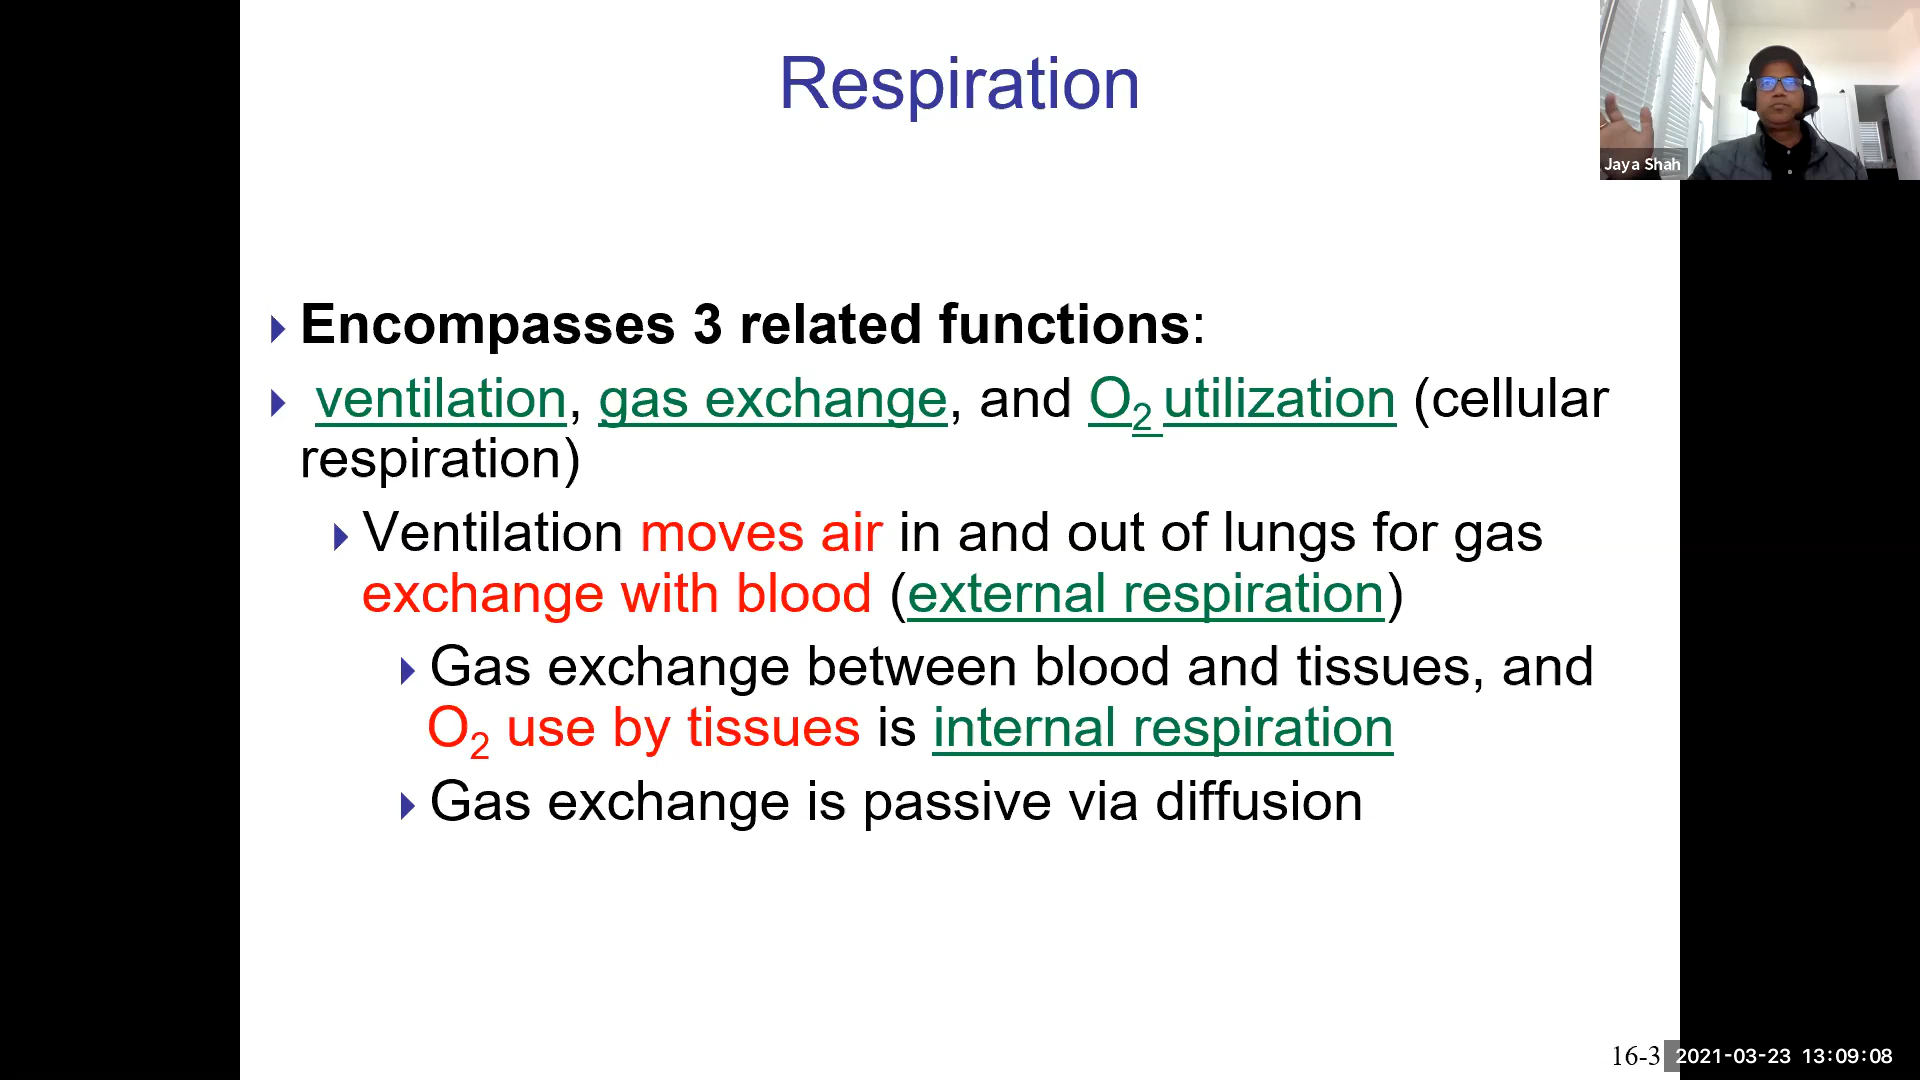 Respiration
Jaya Shah
Encompasses 3 related functions:
ventilation, gas exchange, and O2 utilization (cellular
respiration)
Ventilation moves air in and out of lungs for gas
exchange with blood (external respiration)
Gas exchange between blood and tissues, and
O2 use by tissues is internal respiration
Gas exchange is passive via diffusion
16-3
2021-03-23 13:09:08